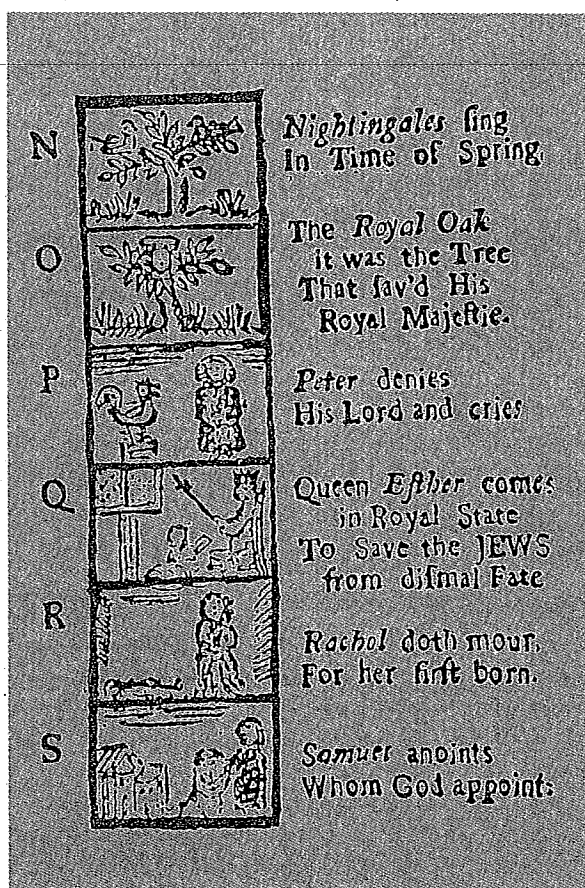 N
Nightingales ſing
In Time of Spring
O
The Royal Oak
it was the Tree
That ſav'd His
Royal Majeſtie.
P
Peter denies
His Lord and cries
Q
Queen Eſther comes
in Royal State
To Save the JEWS
from diſmal Fate
R
Rachol doth mour,
For her firſt born.
S
Samuel anoints
Whom God appoint: